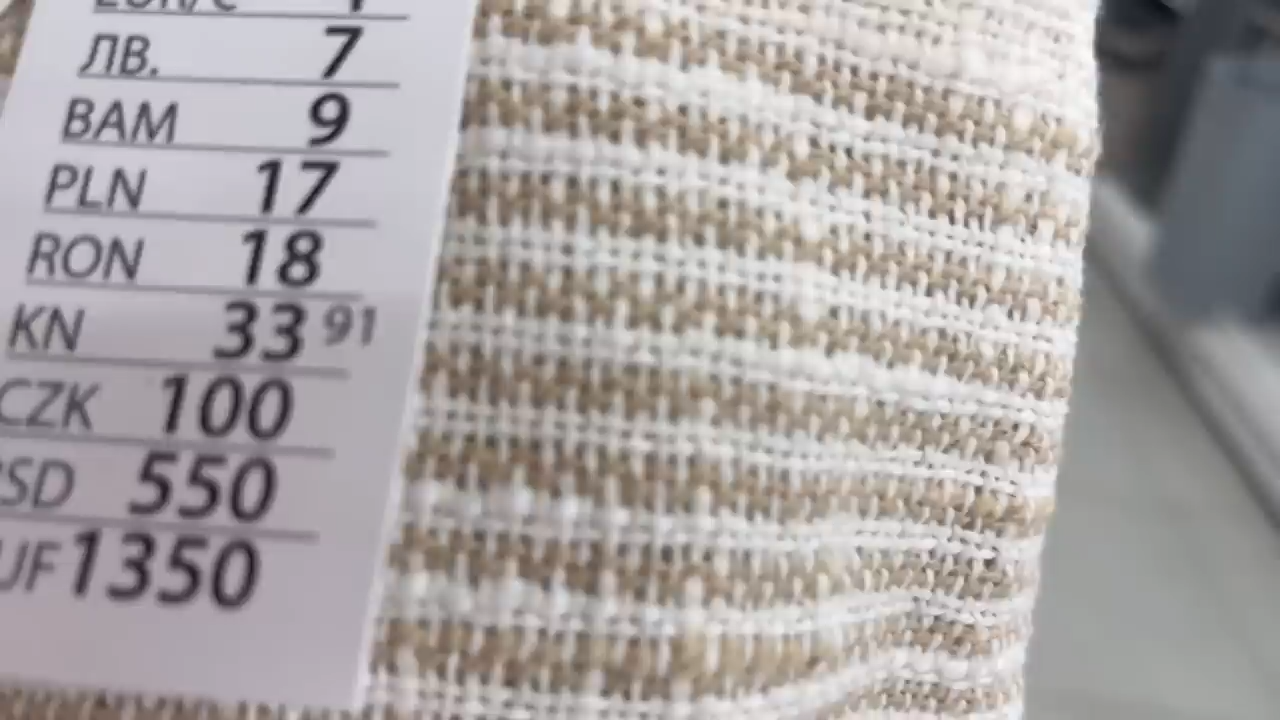 ЛВ. 7
BAM 9
PLN 17
RON 18
KN 33 91
CZK 100
SD 550
UF 1350